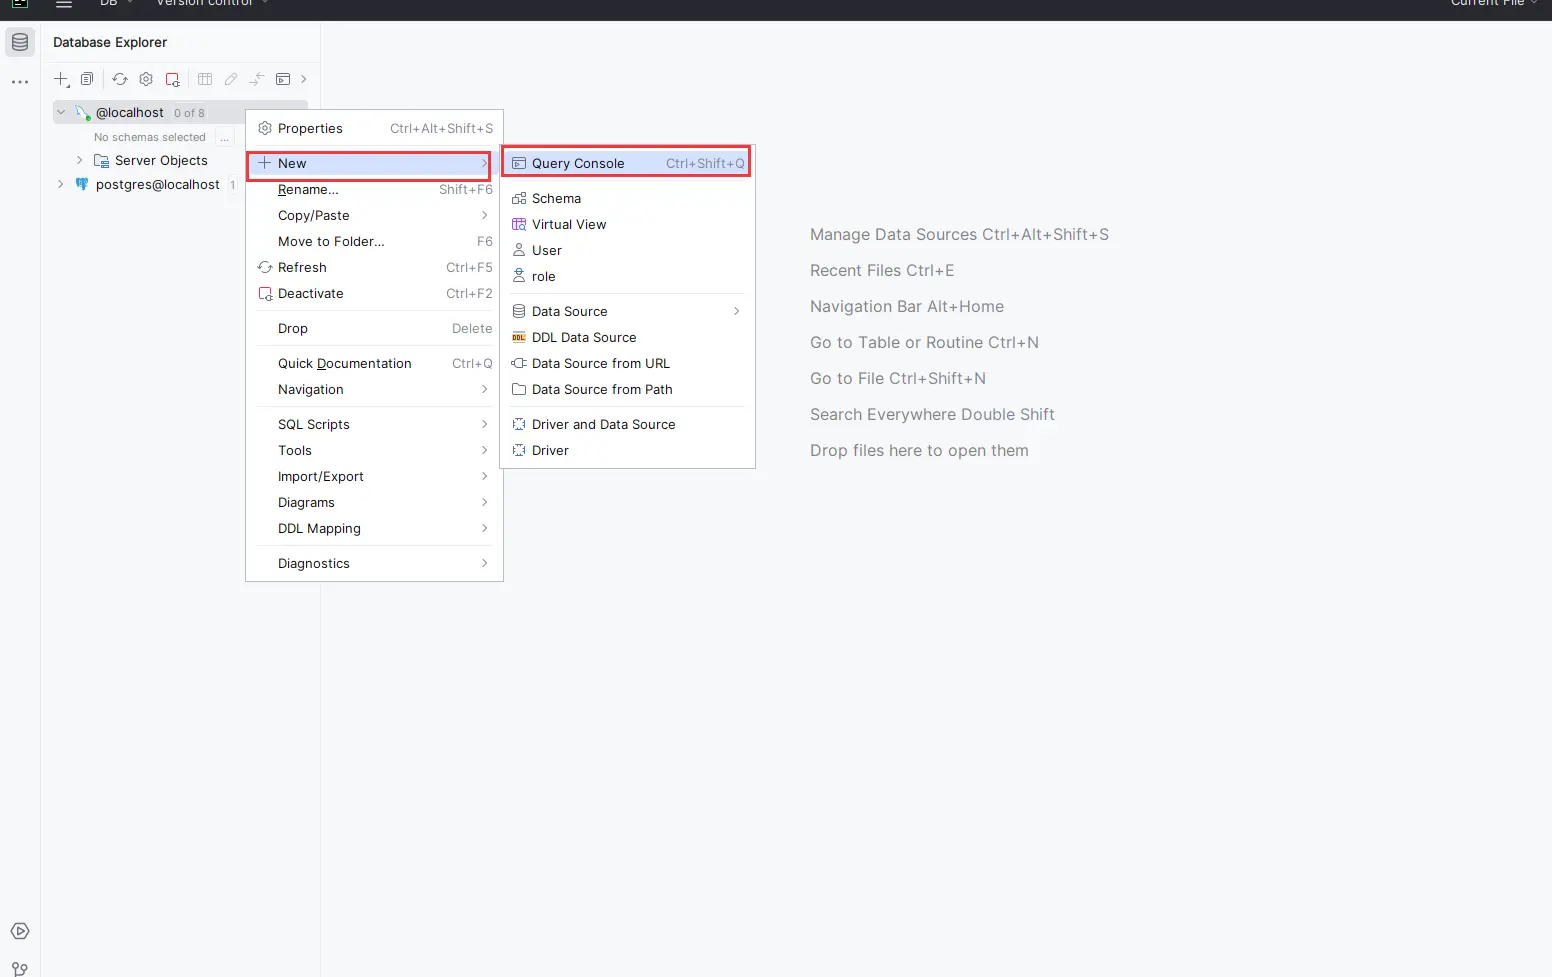 DB
Version control
Current File
Database Explorer
@localhost 0 of 8
No schemas selected ...
Server Objects
postgres@localhost 1
Properties Ctrl+Alt+Shift+S
New
Rename... Shift+F6
Copy/Paste
Move to Folder... F6
Refresh Ctrl+F5
Deactivate Ctrl+F2
Drop Delete
Quick Documentation Ctrl+Q
Navigation
SQL Scripts
Tools
Import/Export
Diagrams
DDL Mapping
Diagnostics
Query Console Ctrl+Shift+Q
Schema
Virtual View
User
role
Data Source
DDL DDL Data Source
Data Source from URL
Data Source from Path
Driver and Data Source
Driver
Manage Data Sources Ctrl+Alt+Shift+S
Recent Files Ctrl+E
Navigation Bar Alt+Home
Go to Table or Routine Ctrl+N
Go to File Ctrl+Shift+N
Search Everywhere Double Shift
Drop files here to open them